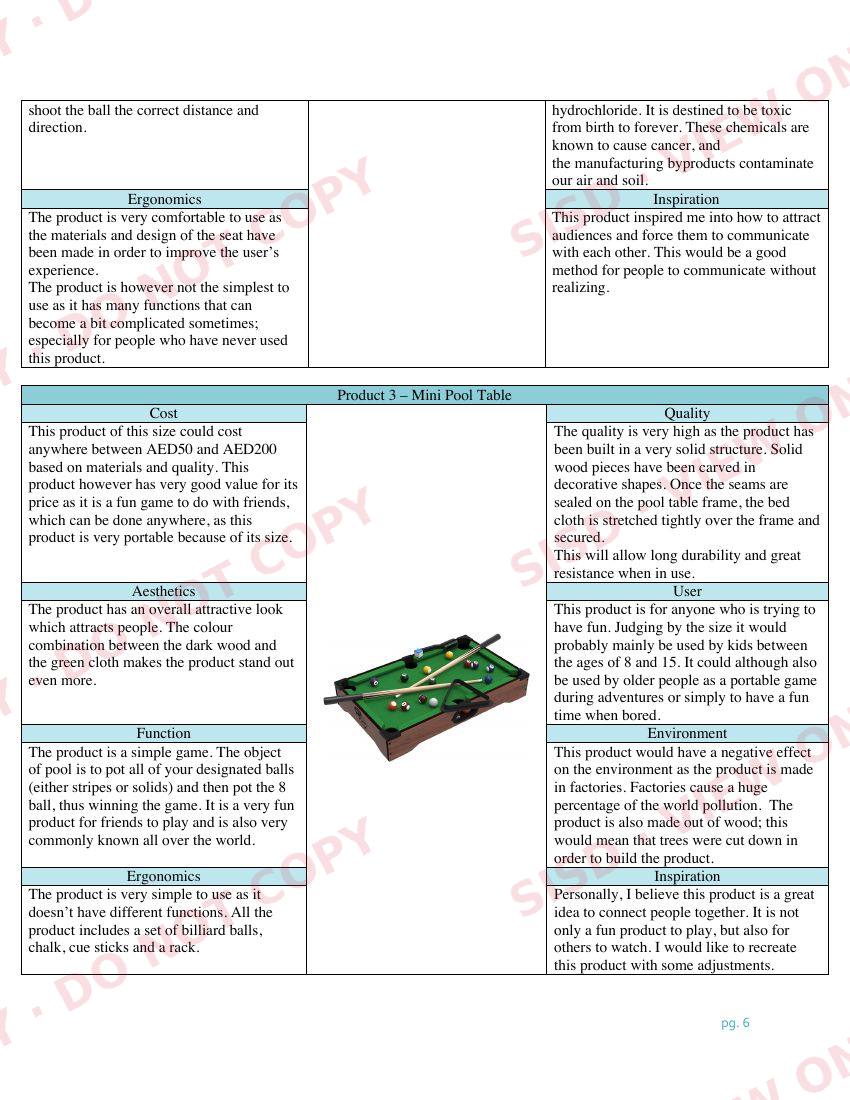 shoot the ball the correct distance and
direction.
hydrochloride. It is destined to be toxic
from birth to forever. These chemicals are
known to cause cancer, and
the manufacturing byproducts contaminate
our air and soil.
Ergonomics
The product is very comfortable to use as
the materials and design of the seat have
been made in order to improve the user’s
experience.
The product is however not the simplest to
use as it has many functions that can
become a bit complicated sometimes;
especially for people who have never used
this product.
Inspiration
This product inspired me into how to attract
audiences and force them to communicate
with each other. This would be a good
method for people to communicate without
realizing.
Product 3 – Mini Pool Table
Cost
This product of this size could cost
anywhere between AED50 and AED200
based on materials and quality. This
product however has very good value for its
price as it is a fun game to do with friends,
which can be done anywhere, as this
product is very portable because of its size.
Quality
The quality is very high as the product has
been built in a very solid structure. Solid
wood pieces have been carved in
decorative shapes. Once the seams are
sealed on the pool table frame, the bed
cloth is stretched tightly over the frame and
secured.
This will allow long durability and great
resistance when in use.
Aesthetics
The product has an overall attractive look
which attracts people. The colour
combination between the dark wood and
the green cloth makes the product stand out
even more.
User
This product is for anyone who is trying to
have fun. Judging by the size it would
probably mainly be used by kids between
the ages of 8 and 15. It could although also
be used by older people as a portable game
during adventures or simply to have a fun
time when bored.
Function
The product is a simple game. The object
of pool is to pot all of your designated balls
(either stripes or solids) and then pot the 8
ball, thus winning the game. It is a very fun
product for friends to play and is also very
commonly known all over the world.
Environment
This product would have a negative effect
on the environment as the product is made
in factories. Factories cause a huge
percentage of the world pollution.  The
product is also made out of wood; this
would mean that trees were cut down in
order to build the product.
Ergonomics
The product is very simple to use as it
doesn’t have different functions. All the
product includes a set of billiard balls,
chalk, cue sticks and a rack.
Inspiration
Personally, I believe this product is a great
idea to connect people together. It is not
only a fun product to play, but also for
others to watch. I would like to recreate
this product with some adjustments.
pg. 6
Y · DO NOT COPY
SISD · VIEW ON
Y · DO NOT COPY
SISD · VIEW ON
Y · DO NOT COPY
SISD · VIEW ON